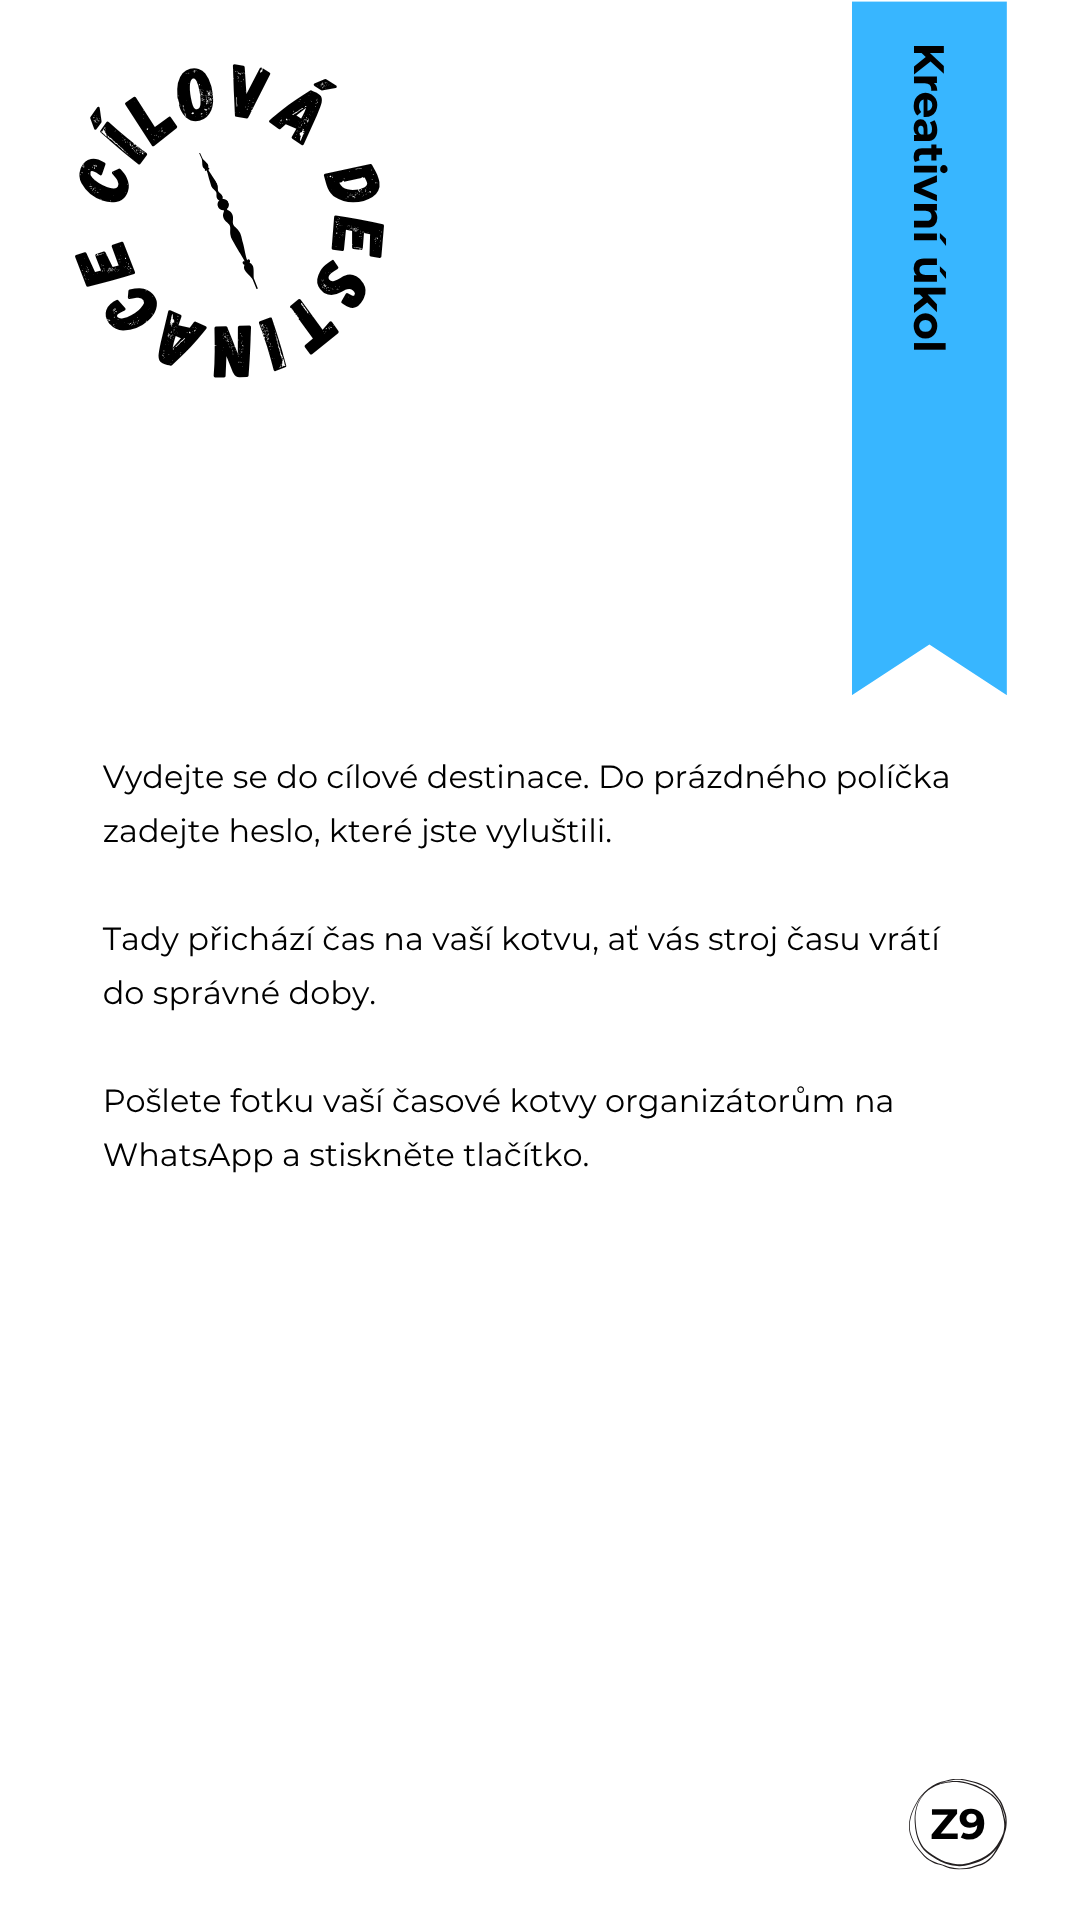 CÍLOVÁ DESTINACE
Kreativní úkol
Vydejte se do cílové destinace. Do prázdného políčka
zadejte heslo, které jste vyluštili.
Tady přichází čas na vaší kotvu, ať vás stroj času vrátí
do správné doby.
Pošlete fotku vaší časové kotvy organizátorům na
WhatsApp a stiskněte tlačítko.
Z9